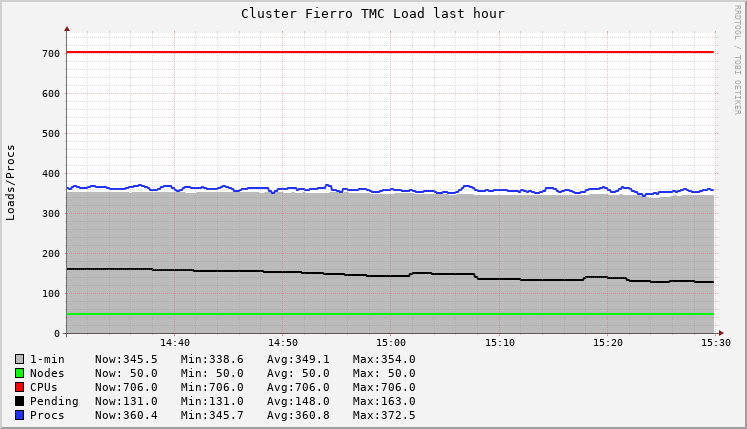 Cluster Fierro TMC Load last hour
RRDTOOL / TOBI OETIKER
Loads/Procs
700
600
500
400
300
200
100
0
14:40 14:50 15:00 15:10 15:20 15:30
1-min Now:345.5 Min:338.6 Avg:349.1 Max:354.0
Nodes Now: 50.0 Min: 50.0 Avg: 50.0 Max: 50.0
CPUs Now:706.0 Min:706.0 Avg:706.0 Max:706.0
Pending Now:131.0 Min:131.0 Avg:148.0 Max:163.0
Procs Now:360.4 Min:345.7 Avg:360.8 Max:372.5